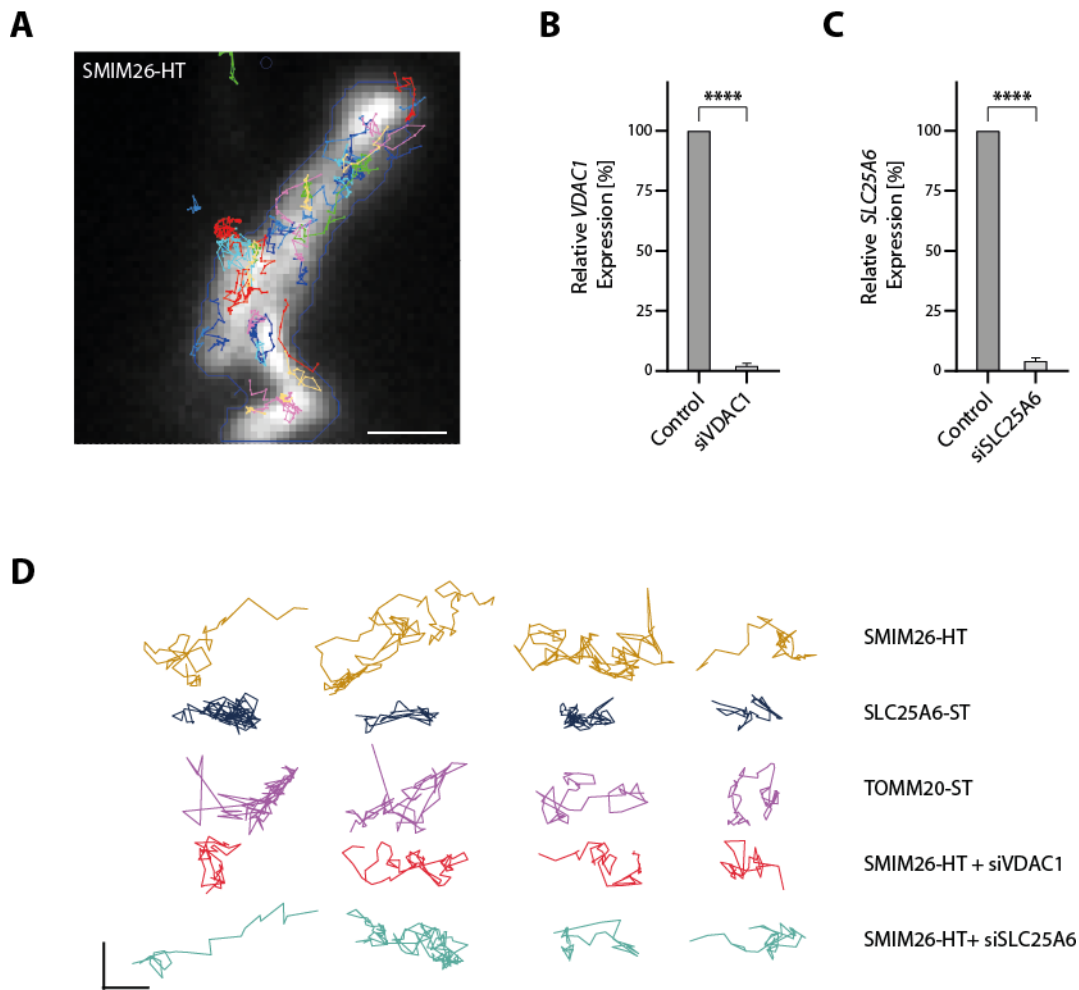 A
SMIM26-HT
B
Relative VDAC1
Expression [%]
100
75
50
25
0
****
Control
siVDAC1
C
Relative SLC25A6
Expression [%]
100
75
50
25
0
****
Control
siSLC25A6
D
SMIM26-HT
SLC25A6-ST
TOMM20-ST
SMIM26-HT + siVDAC1
SMIM26-HT+ siSLC25A6